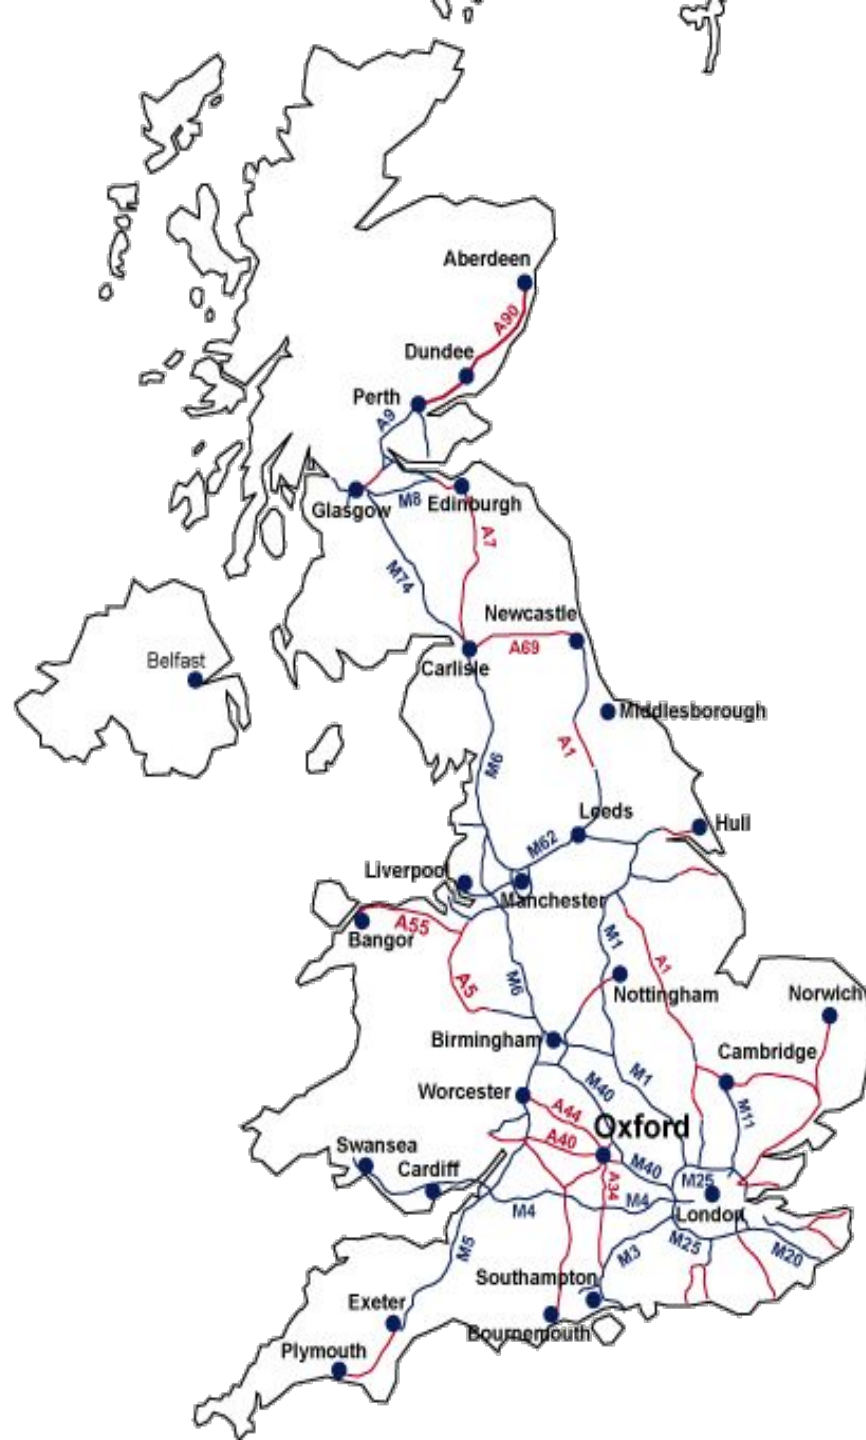 Aberdeen
A90
Dundee
Perth
A9
M8
Glasgow
Edinburgh
A7
M74
Newcastle
A69
Belfast
Carlisle
Middlesborough
A1
M6
Leeds
Hull
M62
Liverpool
Manchester
A55
Bangor
M1
A1
A5
M6
Nottingham
Norwich
Birmingham
Cambridge
M1
M40
Worcester
A44
M11
Oxford
A40
Swansea
M40
Cardiff
A34
M25
M4
M4
London
M5
M3
M25
M20
Southampton
Exeter
Bournemouth
Plymouth